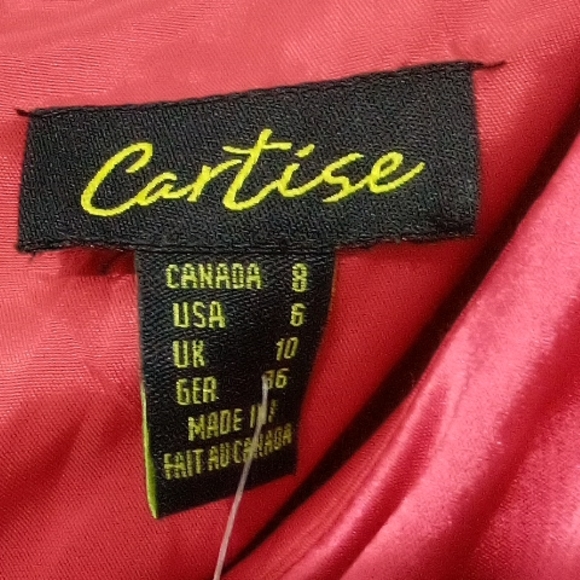 Cartise
CANADA 8
USA 6
UK 10
GER 36
MADE IN/
FAIT AU CANADA